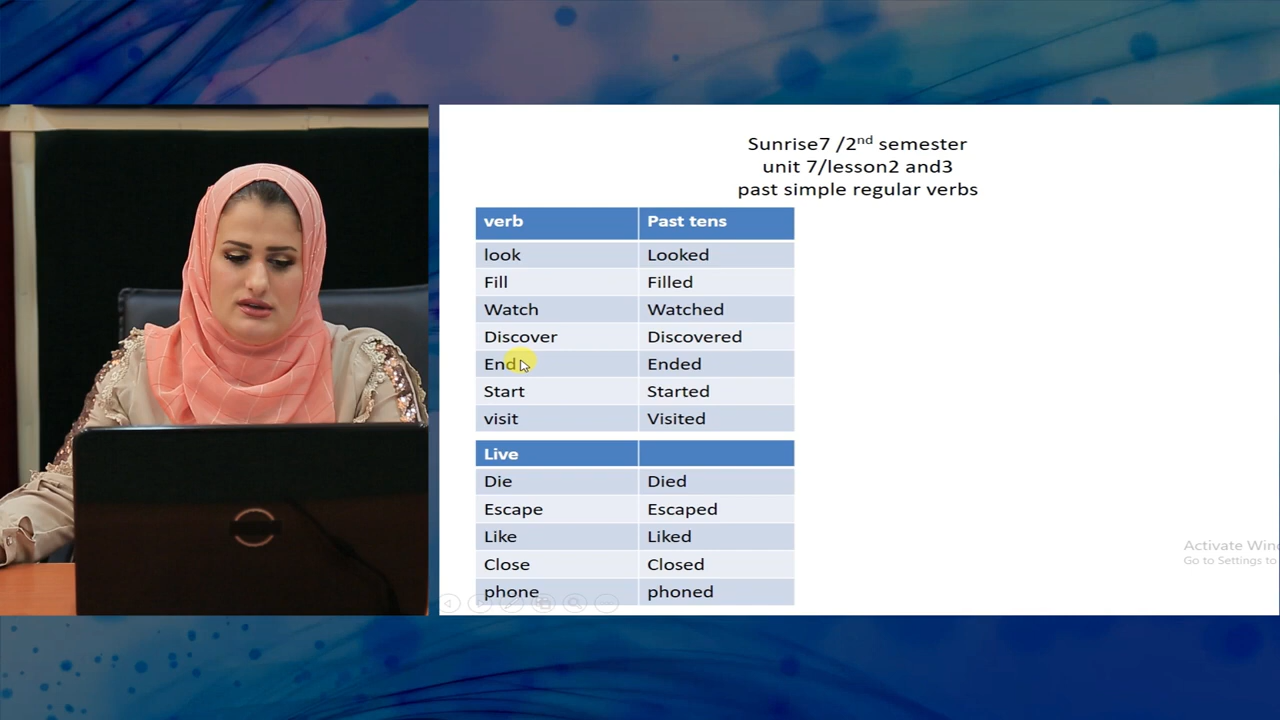 Sunrise7 /2nd semester
unit 7/lesson2 and3
past simple regular verbs
verb Past tens
look Looked
Fill Filled
Watch Watched
Discover Discovered
End Ended
Start Started
visit Visited
Live
Die Died
Escape Escaped
Like Liked
Close Closed
phone phoned
Activate Win
Go to Settings to